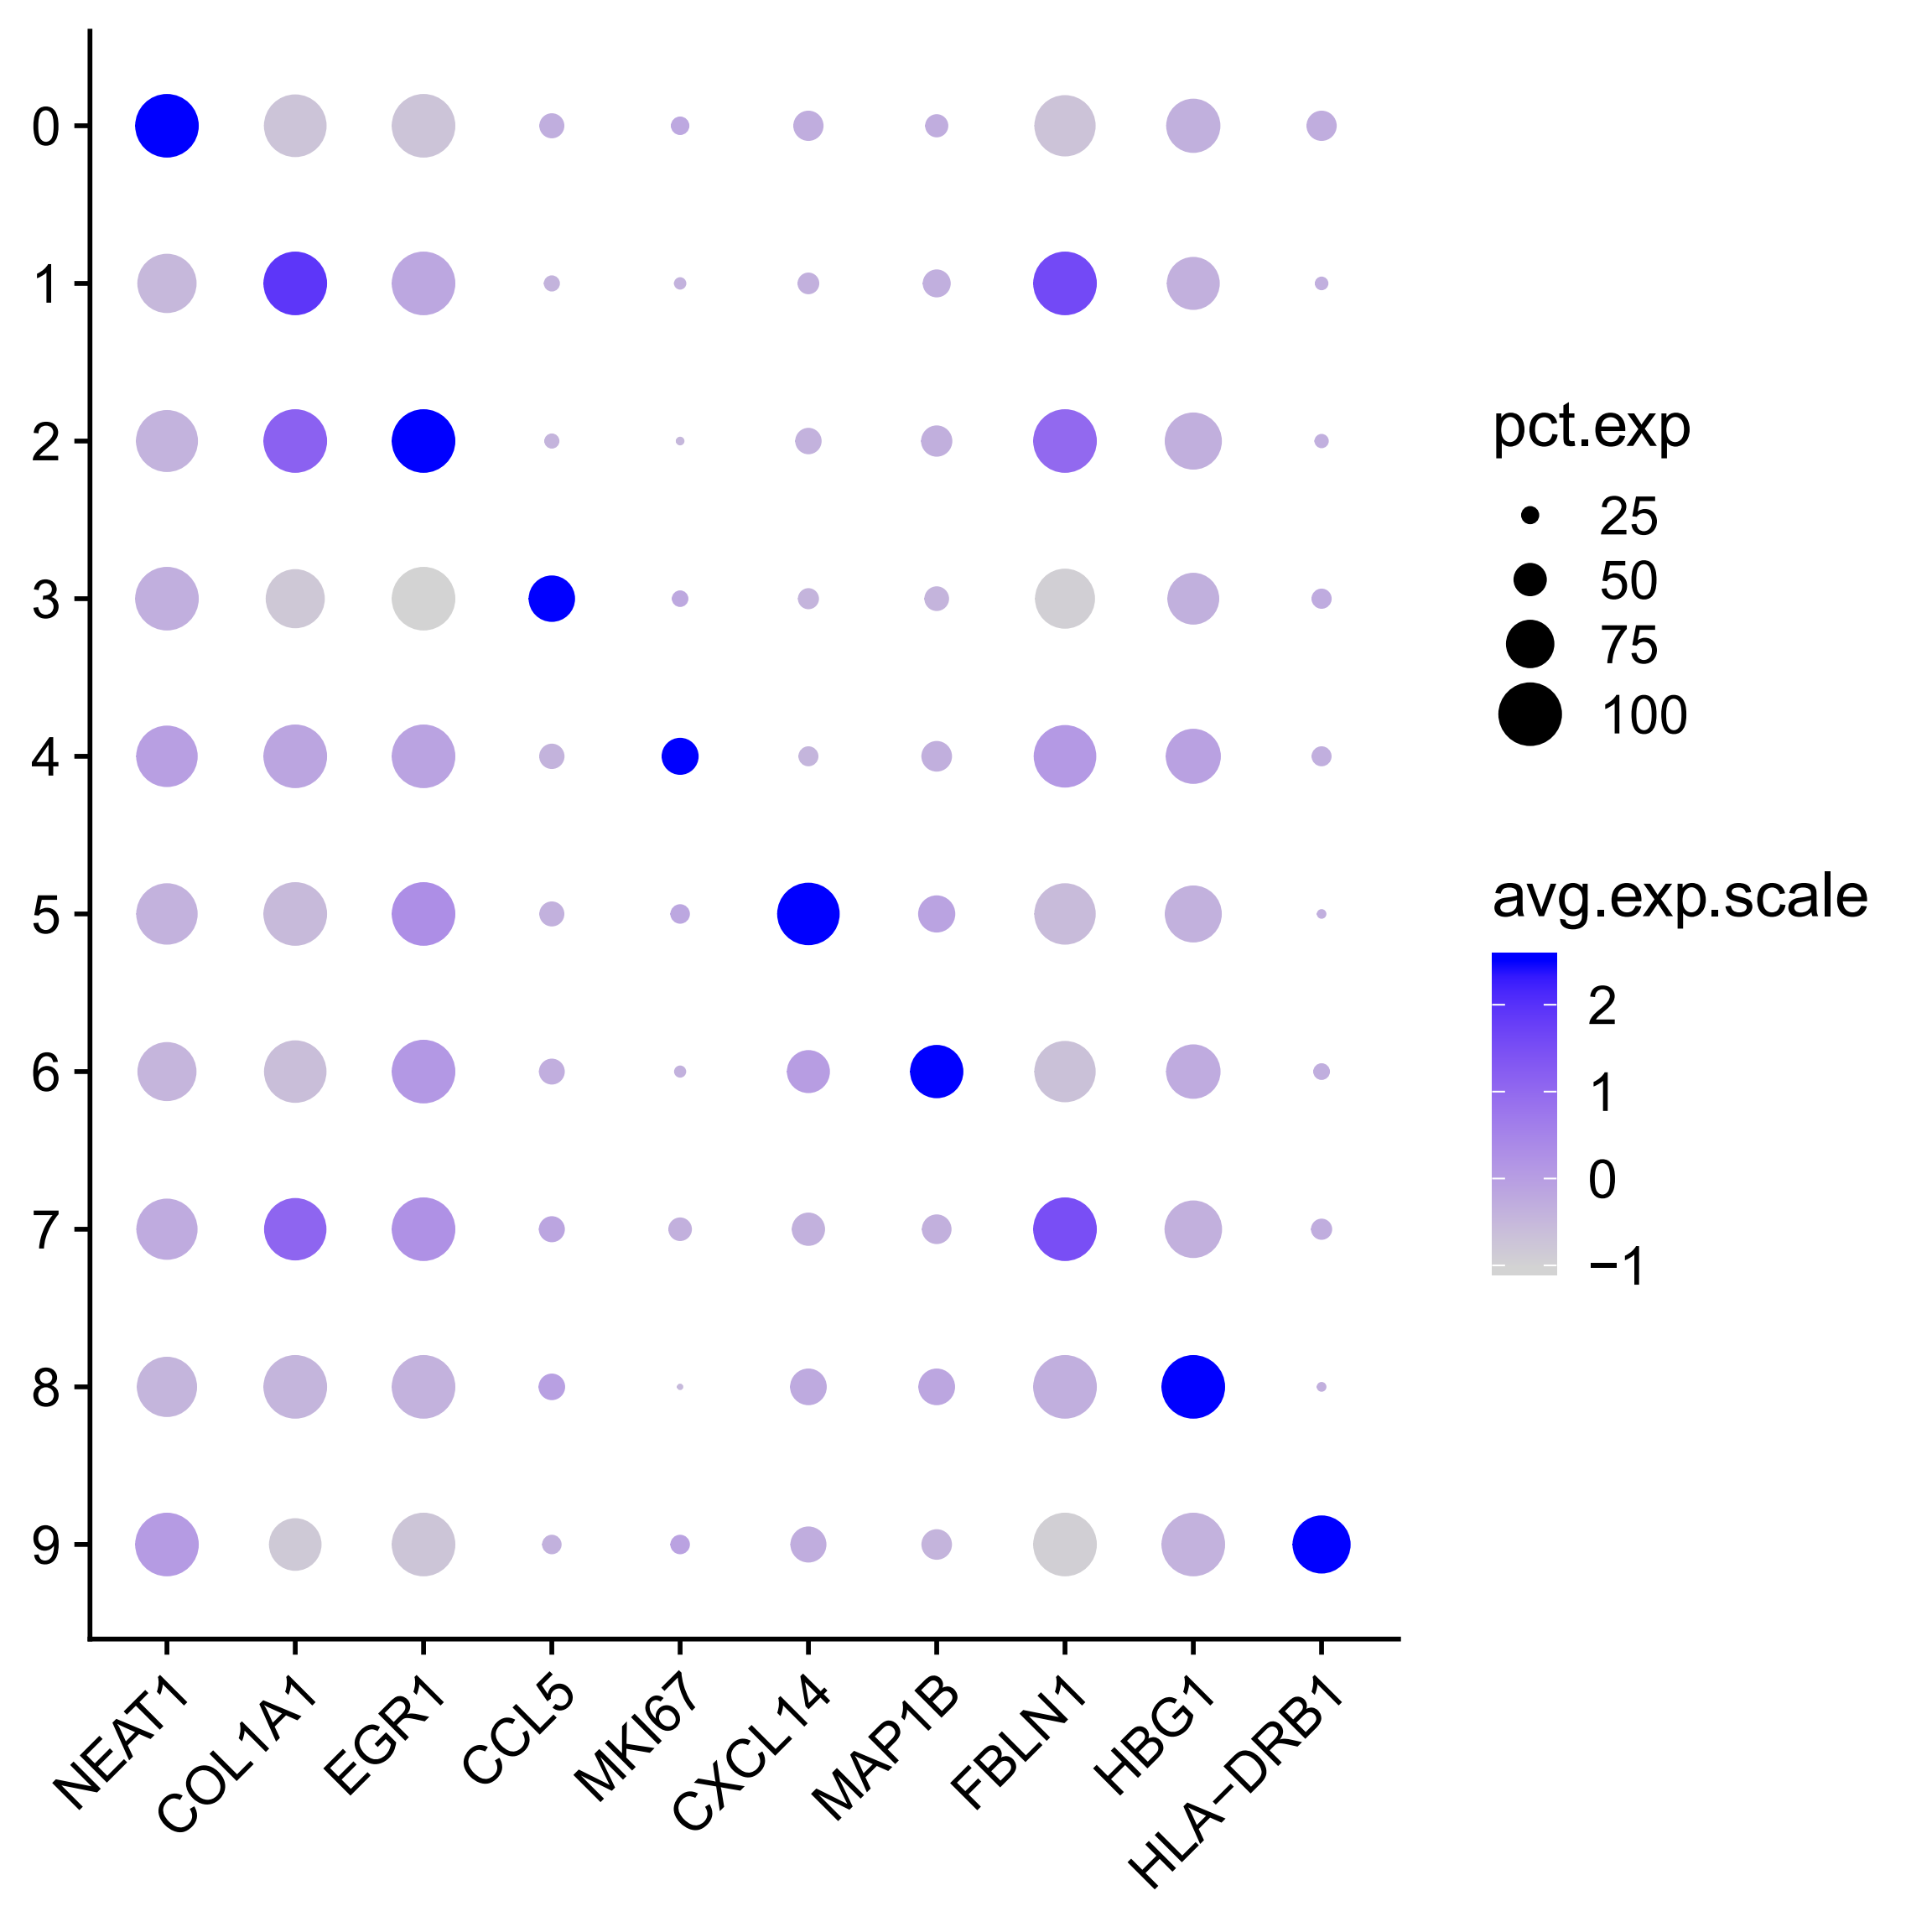 0
1
2
3
4
5
6
7
8
9
NEAT1
COL1A1
EGR1
CCL5
MKI67
CXCL14
MAP1B
FBLN1
HBG1
HLA−DRB1
pct.exp
25
50
75
100
avg.exp.scale
2
1
0
−1